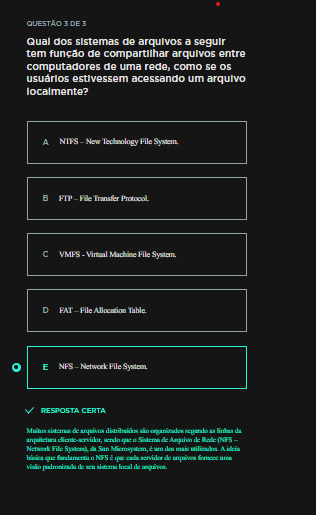 QUESTÃO 3 DE 3
Qual dos sistemas de arquivos a seguir
tem função de compartilhar arquivos entre
computadores de uma rede, como se os
usuários estivessem acessando um arquivo
localmente?
A NTFS – New Technology File System.
B FTP – File Transfer Protocol.
C VMFS - Virtual Machine File System.
D FAT – File Allocation Table.
E NFS – Network File System.
RESPOSTA CERTA
Muitos sistemas de arquivos distribuídos são organizados segundo as linhas da
arquitetura cliente-servidor, sendo que o Sistema de Arquivo de Rede (NFS –
Network File System), da Sun Microsystem, é um dos mais utilizados. A ideia
básica que fundamenta o NFS é que cada servidor de arquivos fornece uma
visão padronizada de seu sistema local de arquivos.